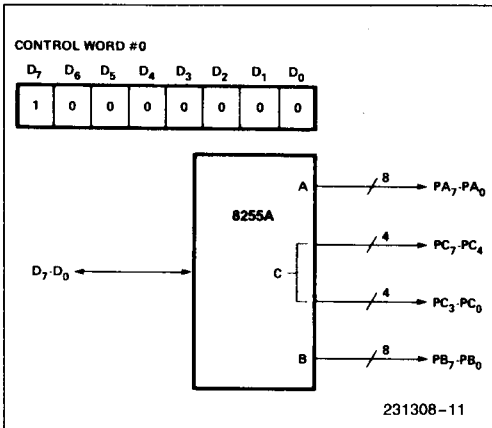 CONTROL WORD #0
D7 D6 D5 D4 D3 D2 D1 D0
1 0 0 0 0 0 0 0
A 8 PA7-PA0
8255A
4 PC7-PC4
D7-D0 C
4 PC3-PC0
B 8 PB7-PB0
231308-11